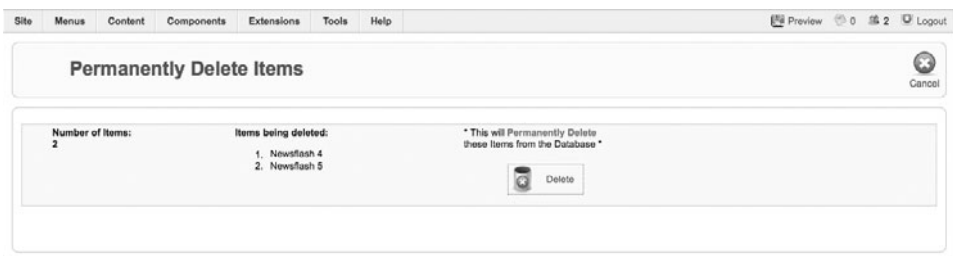 Site Menus Content Components Extensions Tools Help Preview 0 2 Logout
Permanently Delete Items
Cancel
Number of Items:
2
Items being deleted:
1. Newsflash 4
2. Newsflash 5
* This will Permanently Delete
these Items from the Database *
Delete